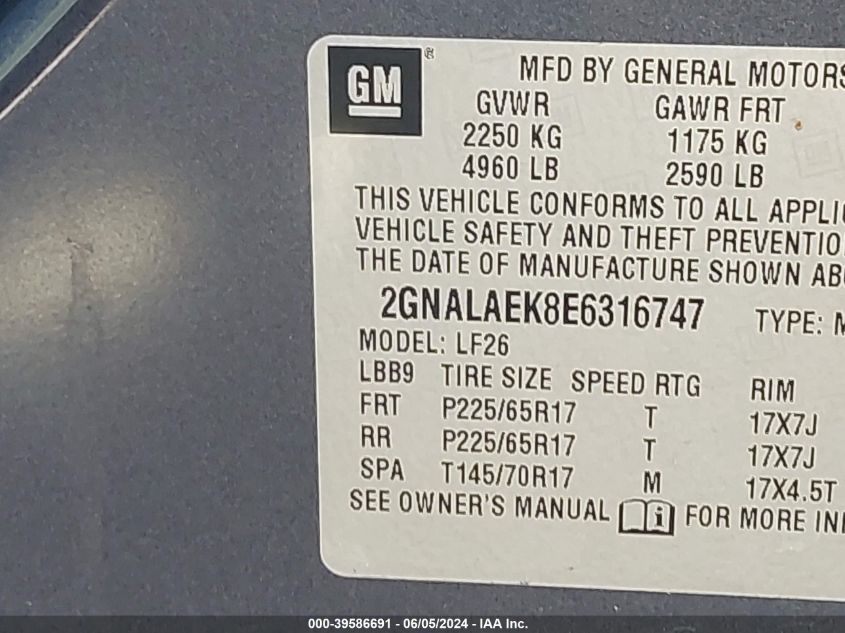 GM ®
MFD BY GENERAL MOTORS
GVWR GAWR FRT
2250 KG 1175 KG
4960 LB 2590 LB
THIS VEHICLE CONFORMS TO ALL APPLIC
VEHICLE SAFETY AND THEFT PREVENTIO
THE DATE OF MANUFACTURE SHOWN ABO
2GNALAEK8E6316747 TYPE: M
MODEL: LF26
LBB9 TIRE SIZE SPEED RTG RIM
FRT P225/65R17 T 17X7J
RR P225/65R17 T 17X7J
SPA T145/70R17 M 17X4.5T
SEE OWNER'S MANUAL i FOR MORE IN
000-39586691 - 06/05/2024 - IAA Inc.